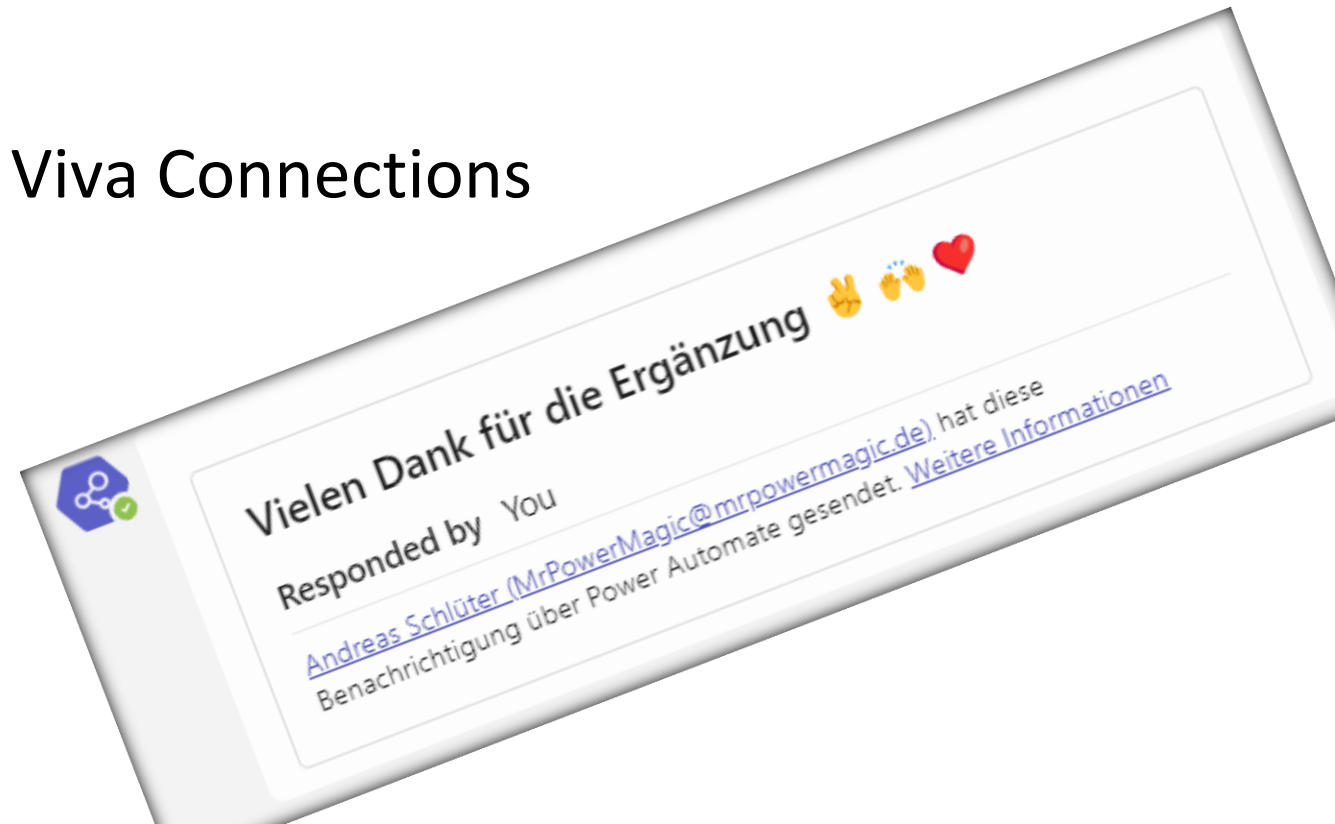 Viva Connections
Vielen Dank für die Ergänzung ✌️ 🙌 ❤️
Responded by You
Andreas Schlüter (MrPowerMagic@mrpowermagic.de) hat diese
Benachrichtigung über Power Automate gesendet. Weitere Informationen